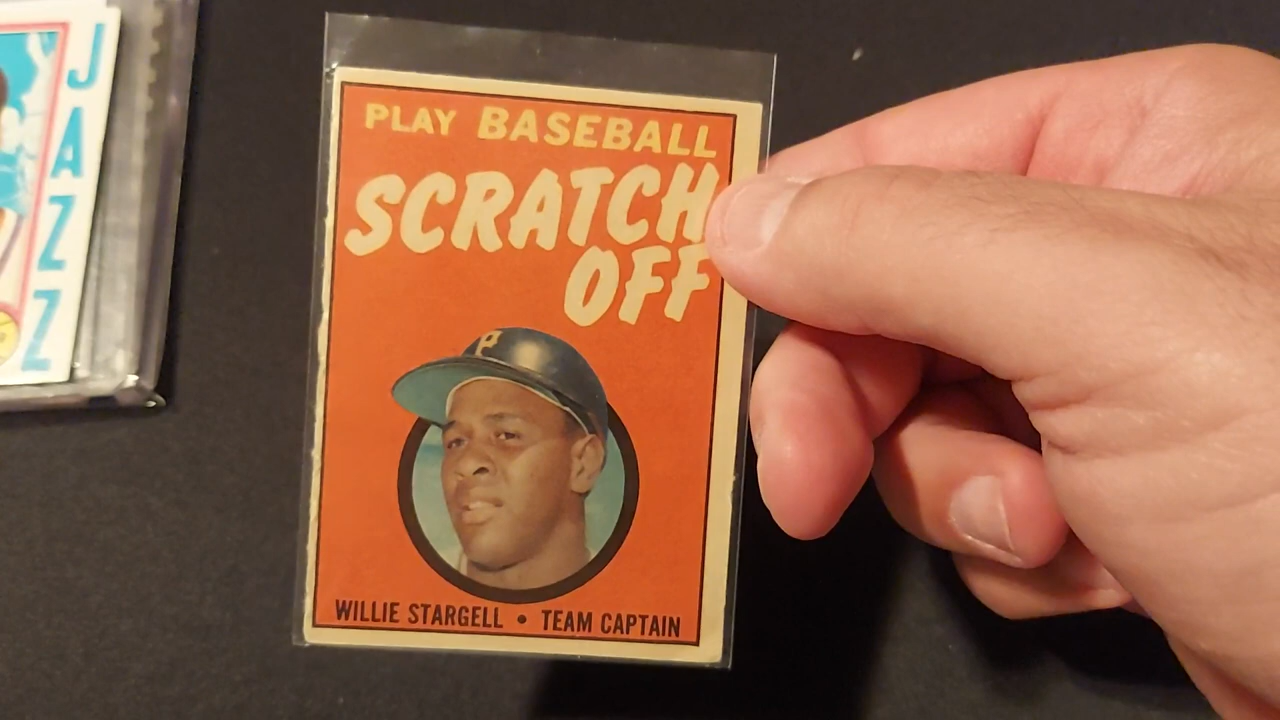 JAZZ
PLAY BASEBALL
SCRATCH
OFF
P
WILLIE STARGELL • TEAM CAPTAIN